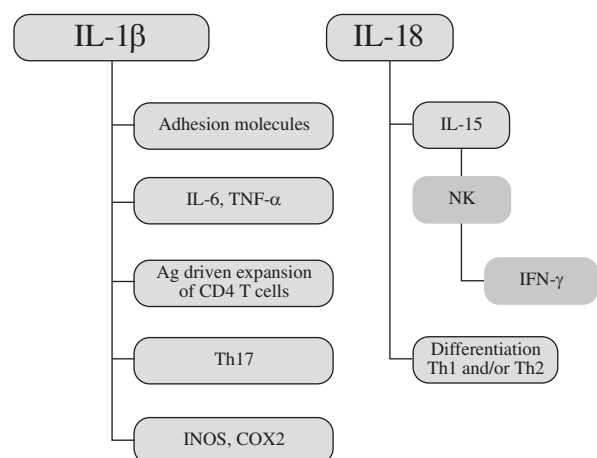 IL-1β
Adhesion molecules
IL-6, TNF-α
Ag driven expansion
of CD4 T cells
Th17
INOS, COX2
IL-18
IL-15
NK
IFN-γ
Differentiation
Th1 and/or Th2